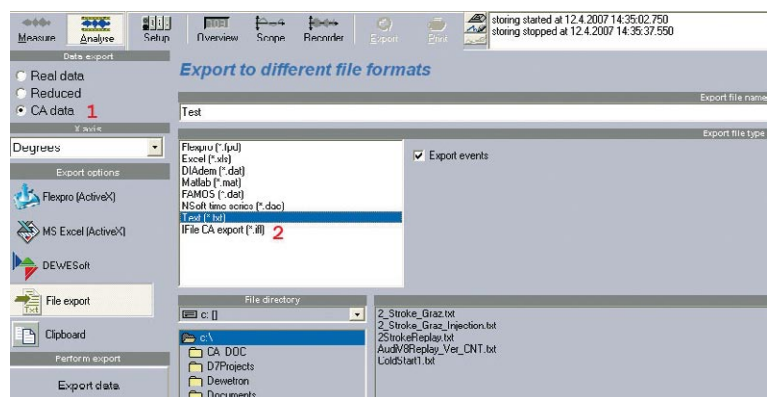 storing started at 12.4.2007 14:35:02.750
storing stopped at 12.4.2007 14:35:37.550
Measure Analyse Setup Overview Scope Recorder Export Print
Data export
Real data
Reduced
CA data 1
X axis
Degrees
Export options
Flexpro (ActiveX)
MS Excel (ActiveX)
DEWESoft
File export
Txt
Clipboard
Perform export
Export data
Export to different file formats
Export file name
Test
Export file type
Flexpro (*.fpd)
Excel (*.xls)
DIAdem (*.dat)
Matlab (*.mat)
FAMOS (*.dat)
NSoft time series (*.dao)
Text (*.txt)
IFile CA export (*.ifl) 2
Export events
File directory
c: []
c:\
CA DOC
D7Projects
Dewetron
Documents
2_Stroke_Graz.txt
2_Stroke_Graz_Injection.txt
2StrokeReplay.txt
AudiV8Replay_Ver_CNT.txt
ColdStart1.txt